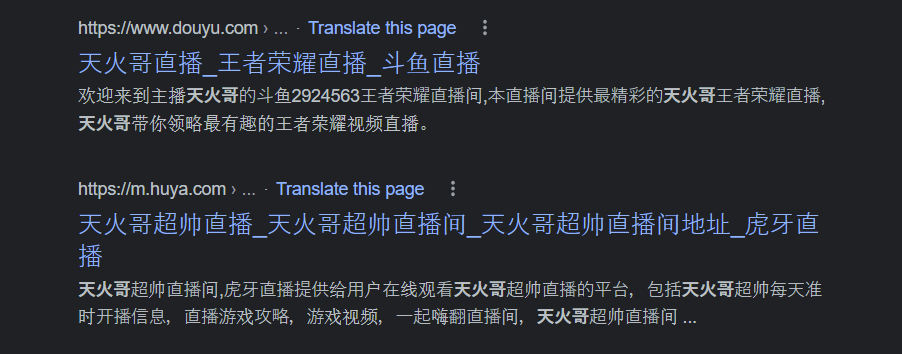 https://www.douyu.com › ... · Translate this page
天火哥直播_王者荣耀直播_斗鱼直播
欢迎来到主播天火哥的斗鱼2924563王者荣耀直播间,本直播间提供最精彩的天火哥王者荣耀直播,
天火哥带你领略最有趣的王者荣耀视频直播。
https://m.huya.com › ... · Translate this page
天火哥超帅直播_天火哥超帅直播间_天火哥超帅直播间地址_虎牙直
播
天火哥超帅直播间,虎牙直播提供给用户在线观看天火哥超帅直播的平台，包括天火哥超帅每天准
时开播信息，直播游戏攻略，游戏视频，一起嗨翻直播间，天火哥超帅直播间 ...